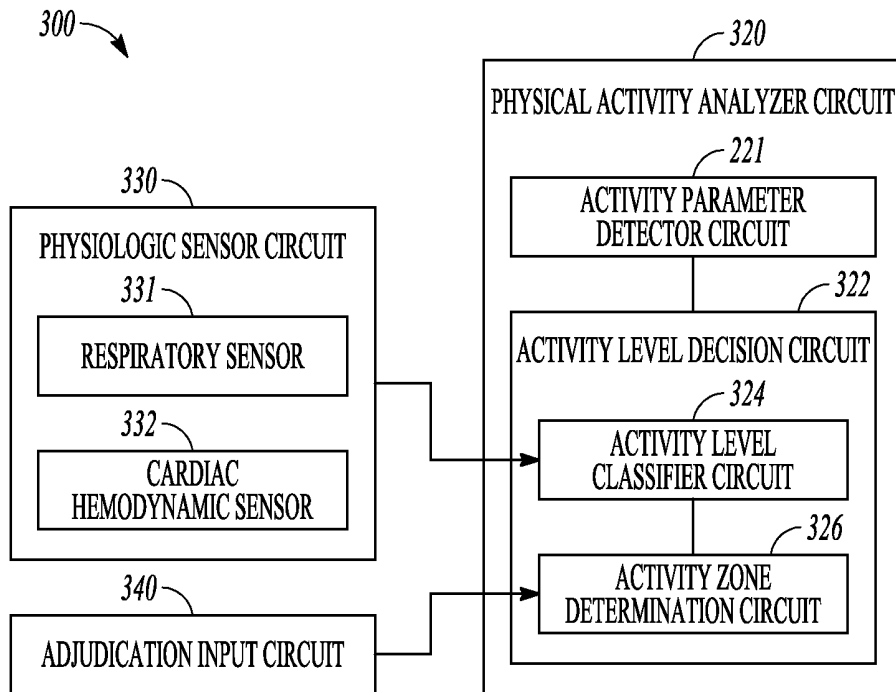 300
320
PHYSICAL ACTIVITY ANALYZER CIRCUIT
221
ACTIVITY PARAMETER
DETECTOR CIRCUIT
330
PHYSIOLOGIC SENSOR CIRCUIT
331
RESPIRATORY SENSOR
332
CARDIAC
HEMODYNAMIC SENSOR
322
ACTIVITY LEVEL DECISION CIRCUIT
324
ACTIVITY LEVEL
CLASSIFIER CIRCUIT
326
ACTIVITY ZONE
DETERMINATION CIRCUIT
340
ADJUDICATION INPUT CIRCUIT